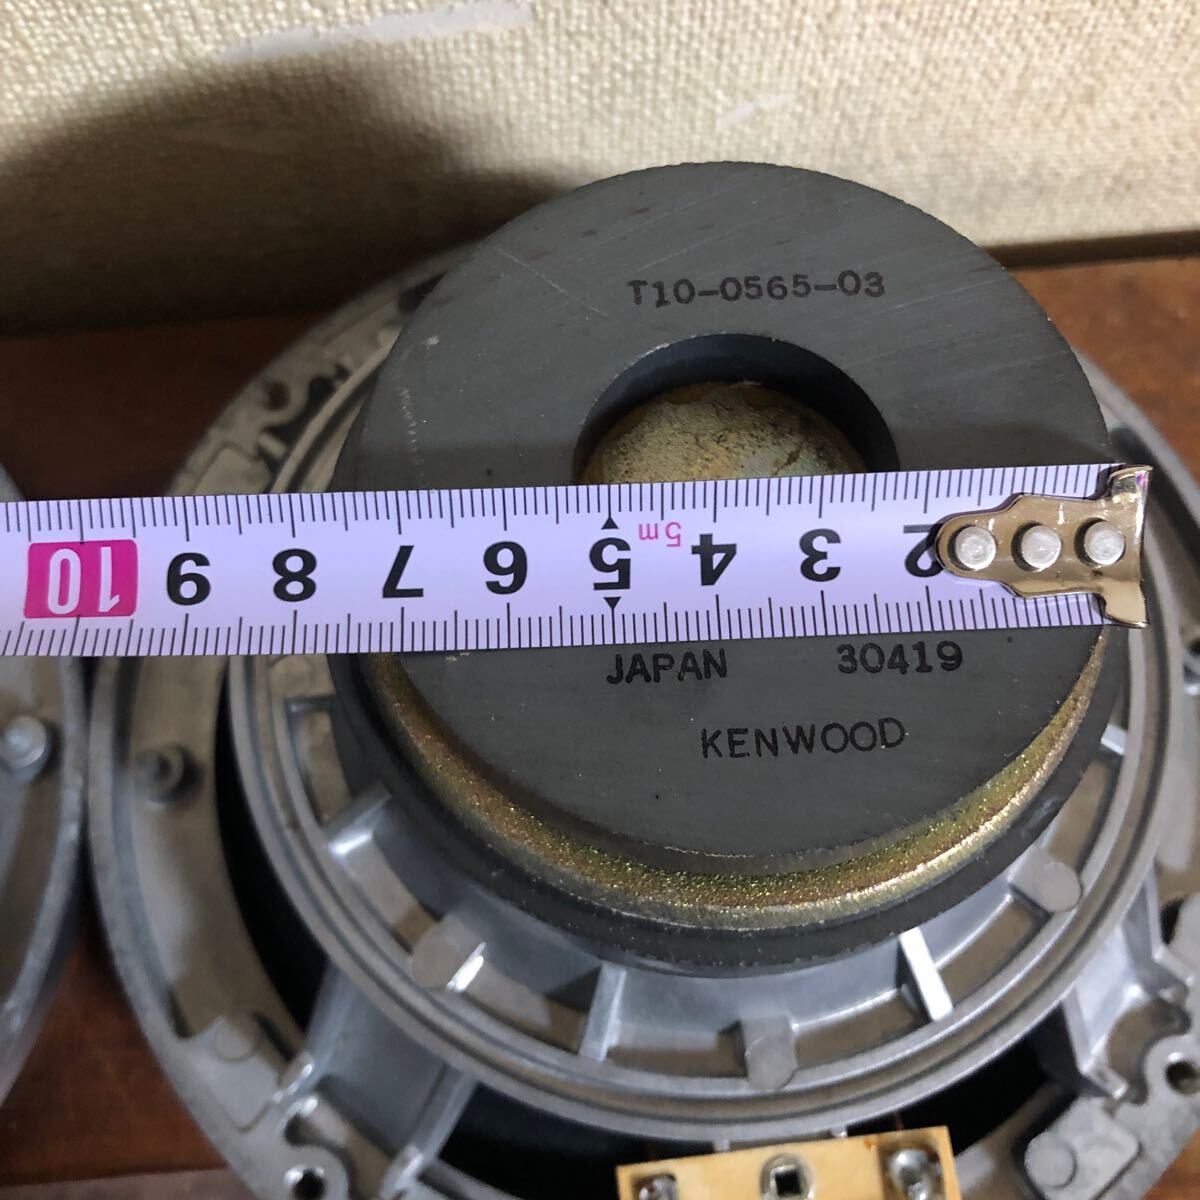 T10-0565-03
10 9 8 7 6 5 5m 4 3 2
JAPAN 30419
KENWOOD